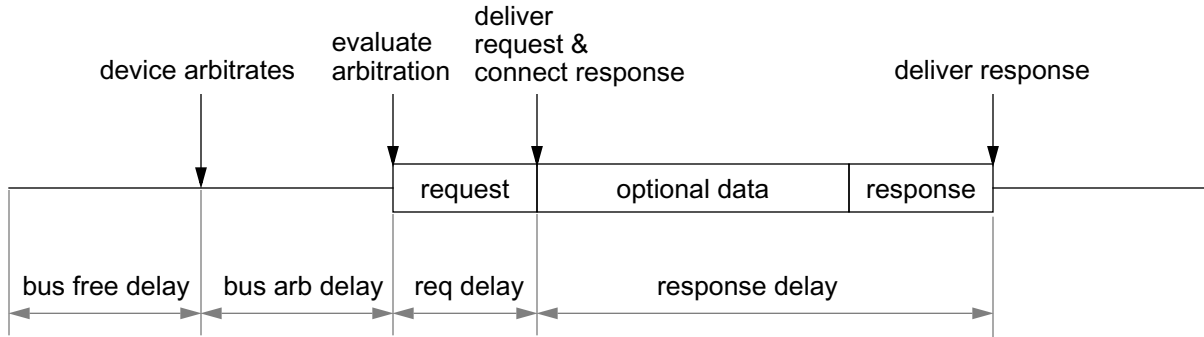 deliver
request &
connect response
evaluate
arbitration
device arbitrates
deliver response
request
optional data
response
bus free delay
bus arb delay
req delay
response delay